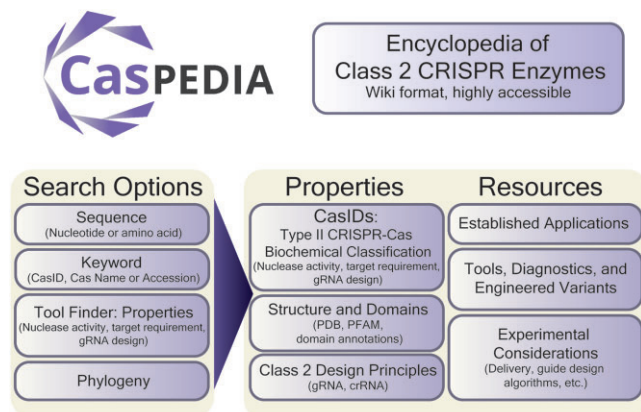 CasPEDIA
Encyclopedia of
Class 2 CRISPR Enzymes
Wiki format, highly accessible
Search Options
Sequence
(Nucleotide or amino acid)
Keyword
(CasID, Cas Name or Accession)
Tool Finder: Properties
(Nuclease activity, target requirement,
gRNA design)
Phylogeny
Properties
CasIDs:
Type II CRISPR-Cas
Biochemical Classification
(Nuclease activity, target requirement,
gRNA design)
Structure and Domains
(PDB, PFAM,
domain annotations)
Class 2 Design Principles
(gRNA, crRNA)
Resources
Established Applications
Tools, Diagnostics, and
Engineered Variants
Experimental
Considerations
(Delivery, guide design
algorithms, etc.)